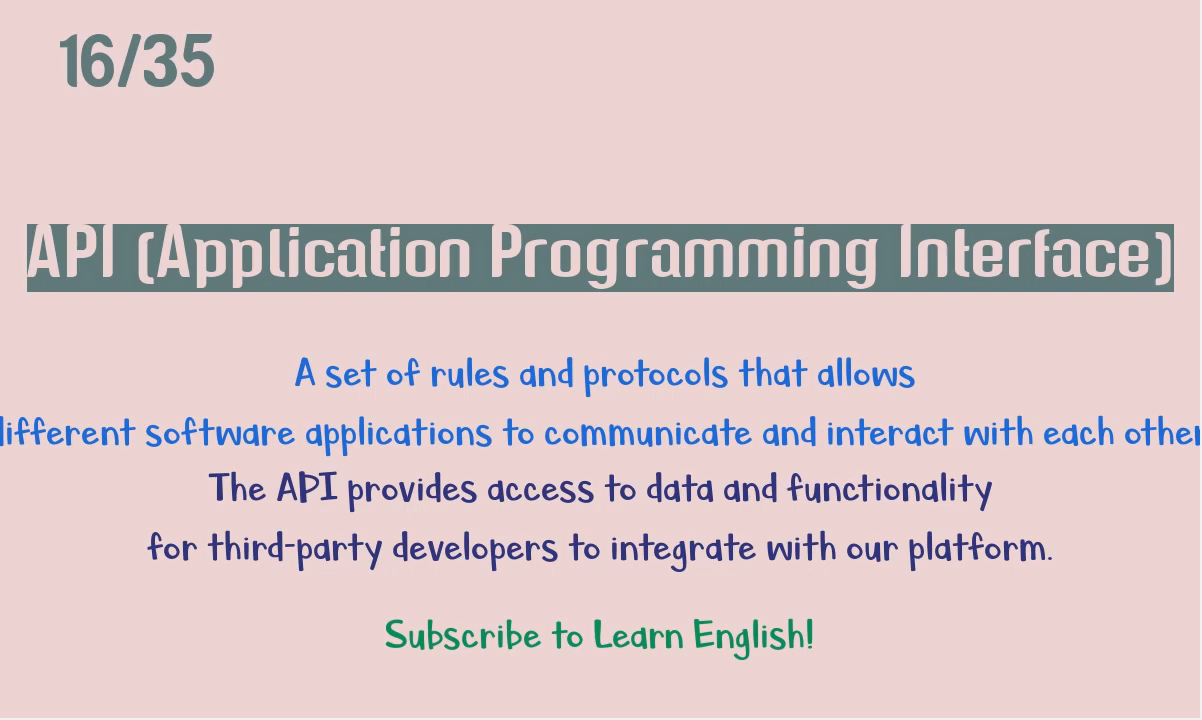 16/35
API (Application Programming Interface)
A set of rules and protocols that allows
different software applications to communicate and interact with each other
The API provides access to data and functionality
for third-party developers to integrate with our platform.
Subscribe to Learn English!